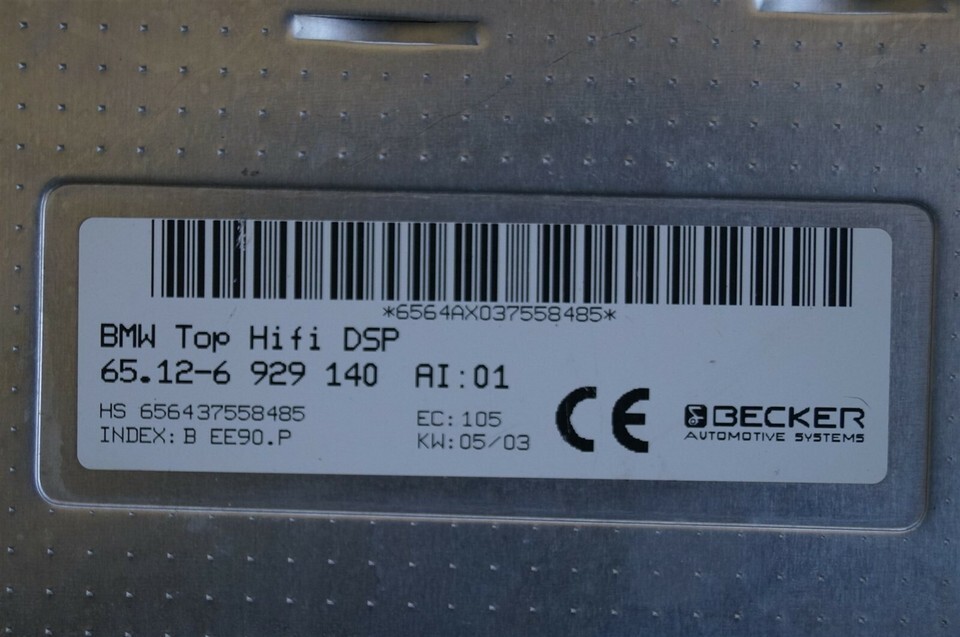 *6564AX037558485*
BMW Top Hifi DSP
65.12-6 929 140 AI:01
HS 656437558485
INDEX:B EE90.P
EC:105
KW:05/03
CE
BECKER
AUTOMOTIVE SYSTEMS